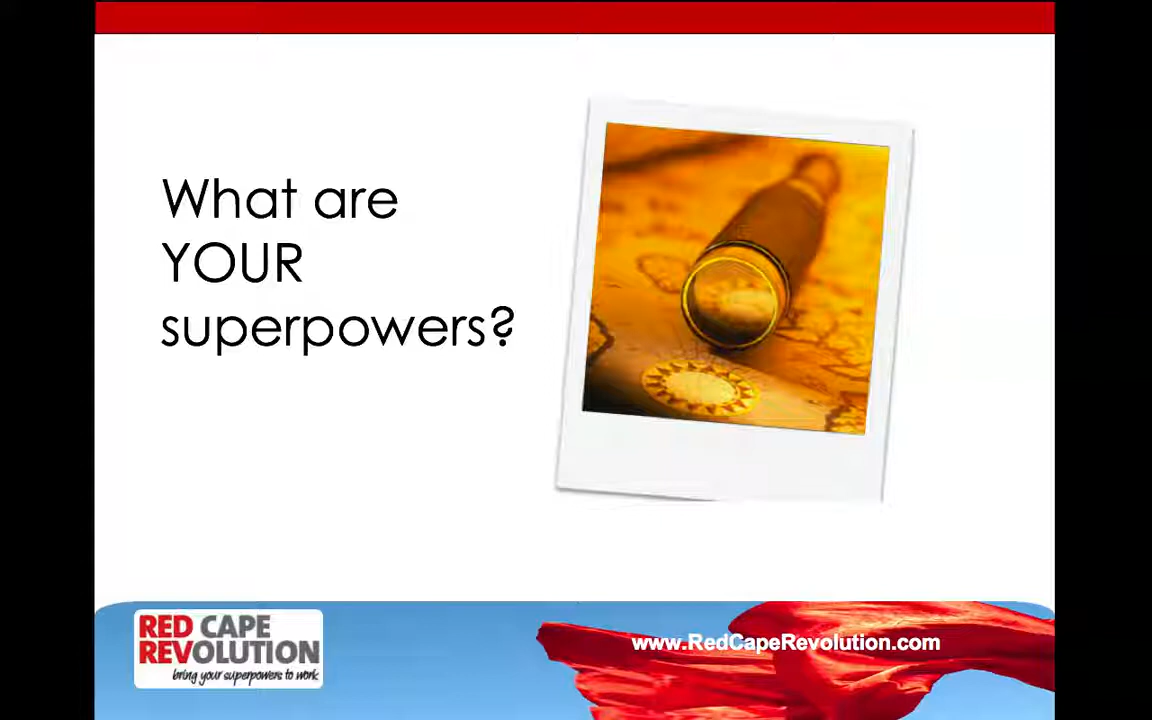 What are
YOUR
superpowers?
RED CAPE
REVOLUTION
bring your superpowers to work
www.RedCapeRevolution.com